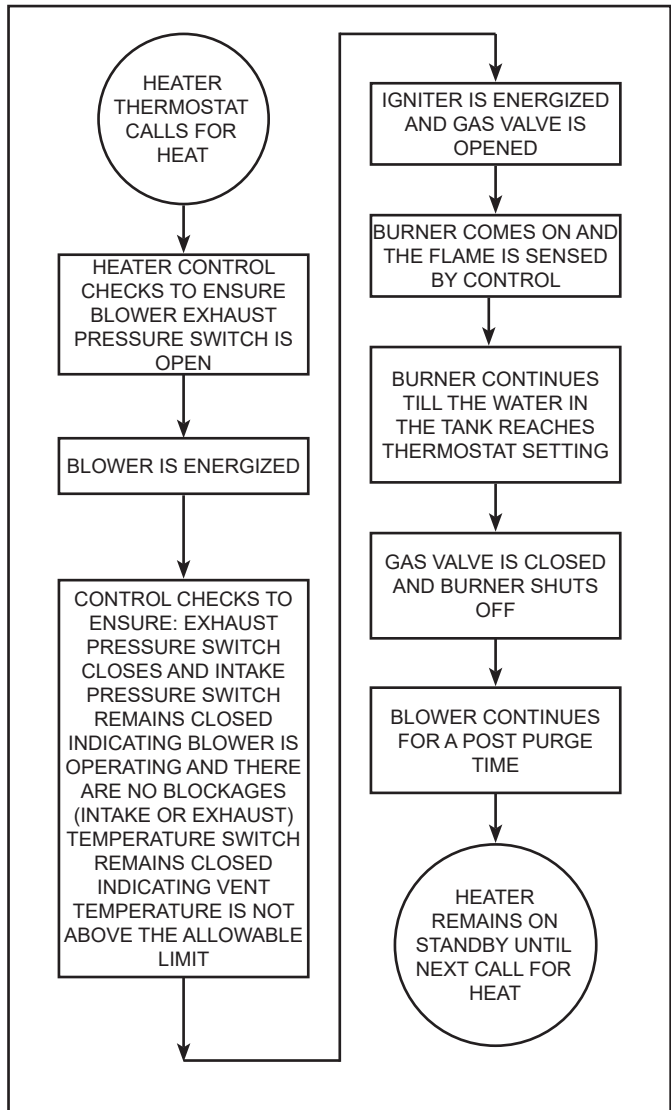 HEATER
THERMOSTAT
CALLS FOR
HEAT
HEATER CONTROL
CHECKS TO ENSURE
BLOWER EXHAUST
PRESSURE SWITCH IS
OPEN
BLOWER IS ENERGIZED
CONTROL CHECKS TO
ENSURE: EXHAUST
PRESSURE SWITCH
CLOSES AND INTAKE
PRESSURE SWITCH
REMAINS CLOSED
INDICATING BLOWER IS
OPERATING AND THERE
ARE NO BLOCKAGES
(INTAKE OR EXHAUST)
TEMPERATURE SWITCH
REMAINS CLOSED
INDICATING VENT
TEMPERATURE IS NOT
ABOVE THE ALLOWABLE
LIMIT
IGNITER IS ENERGIZED
AND GAS VALVE IS
OPENED
BURNER COMES ON AND
THE FLAME IS SENSED
BY CONTROL
BURNER CONTINUES
TILL THE WATER IN
THE TANK REACHES
THERMOSTAT SETTING
GAS VALVE IS CLOSED
AND BURNER SHUTS
OFF
BLOWER CONTINUES
FOR A POST PURGE
TIME
HEATER
REMAINS ON
STANDBY UNTIL
NEXT CALL FOR
HEAT